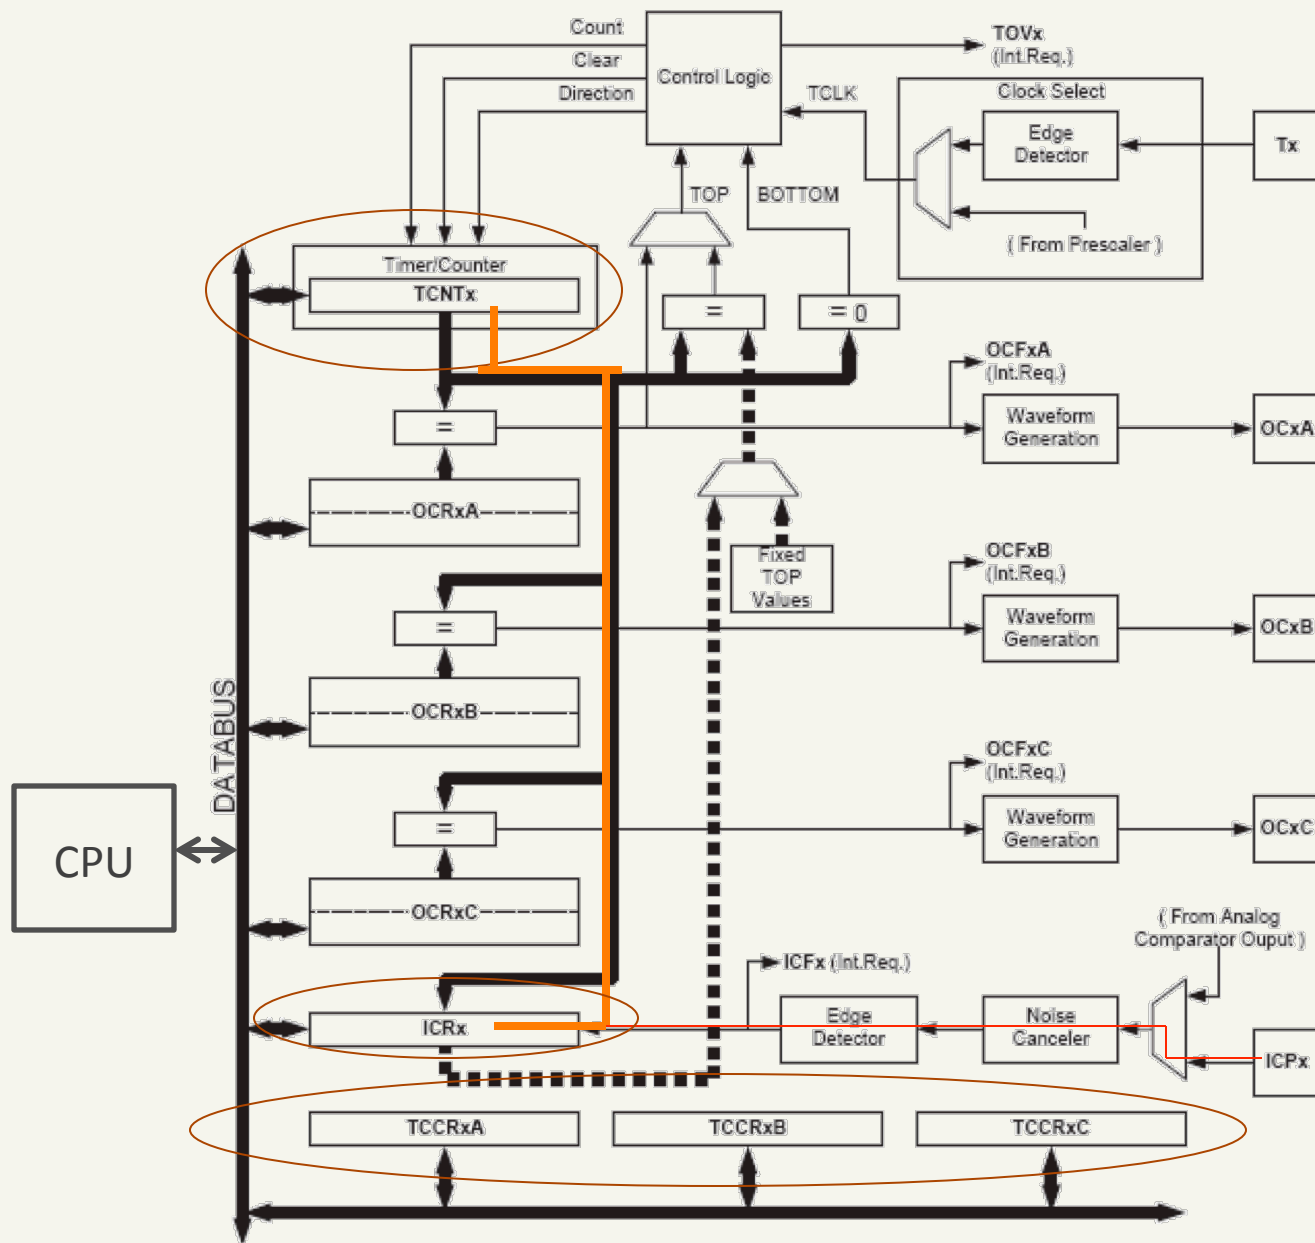 Count
Clear
Direction
Control Logic
TOVx
(Int.Req.)
TCLK
Clock Select
Edge
Detector
Tx
TOP
BOTTOM
( From Prescaler )
Timer/Counter
TCNTx
=
= 0
OCFxA
(Int.Req.)
=
Waveform
Generation
OCxA
OCRxA
Fixed
TOP
Values
OCFxB
(Int.Req.)
=
Waveform
Generation
OCxB
OCRxB
DATABUS
OCFxC
(Int.Req.)
=
Waveform
Generation
OCxC
CPU
OCRxC
( From Analog
Comparator Ouput )
ICFx (Int.Req.)
ICRx
Edge
Detector
Noise
Canceler
ICPx
TCCRxA
TCCRxB
TCCRxC